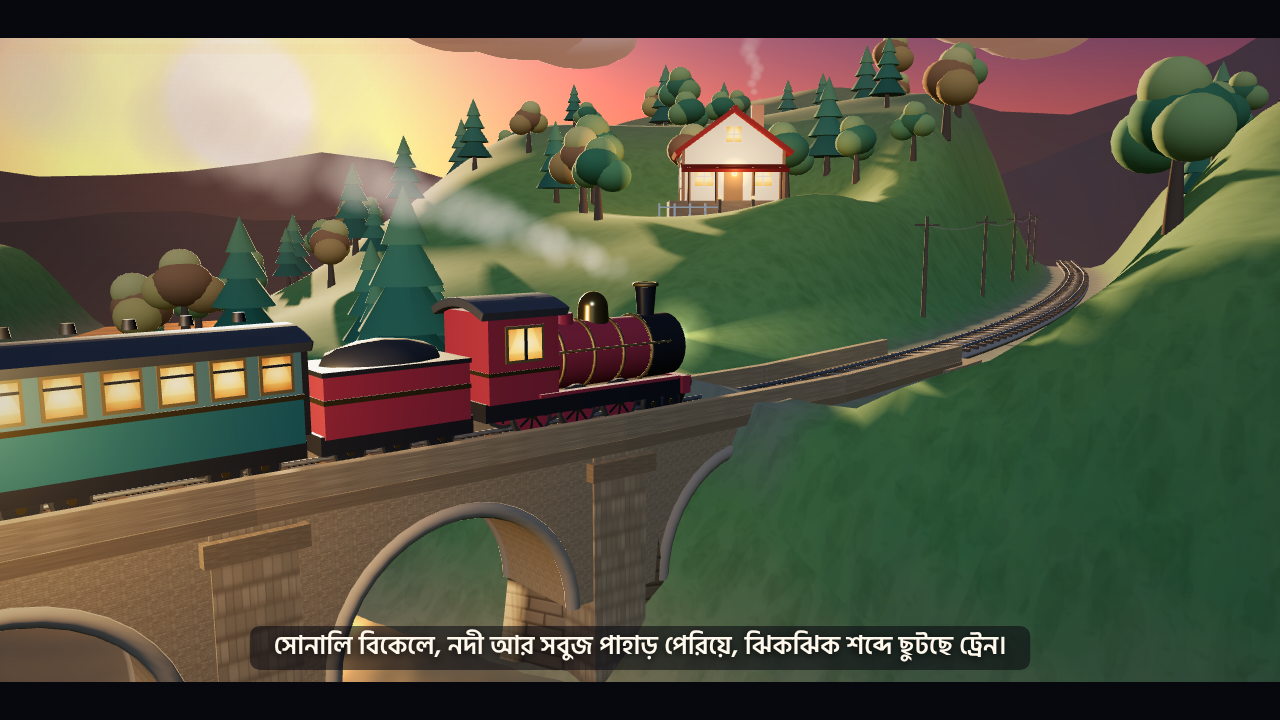 সোনালি বিকেলে, নদী আর সবুজ পাহাড় পেরিয়ে, ঝিকঝিক শব্দে ছুটছে ট্রেন।